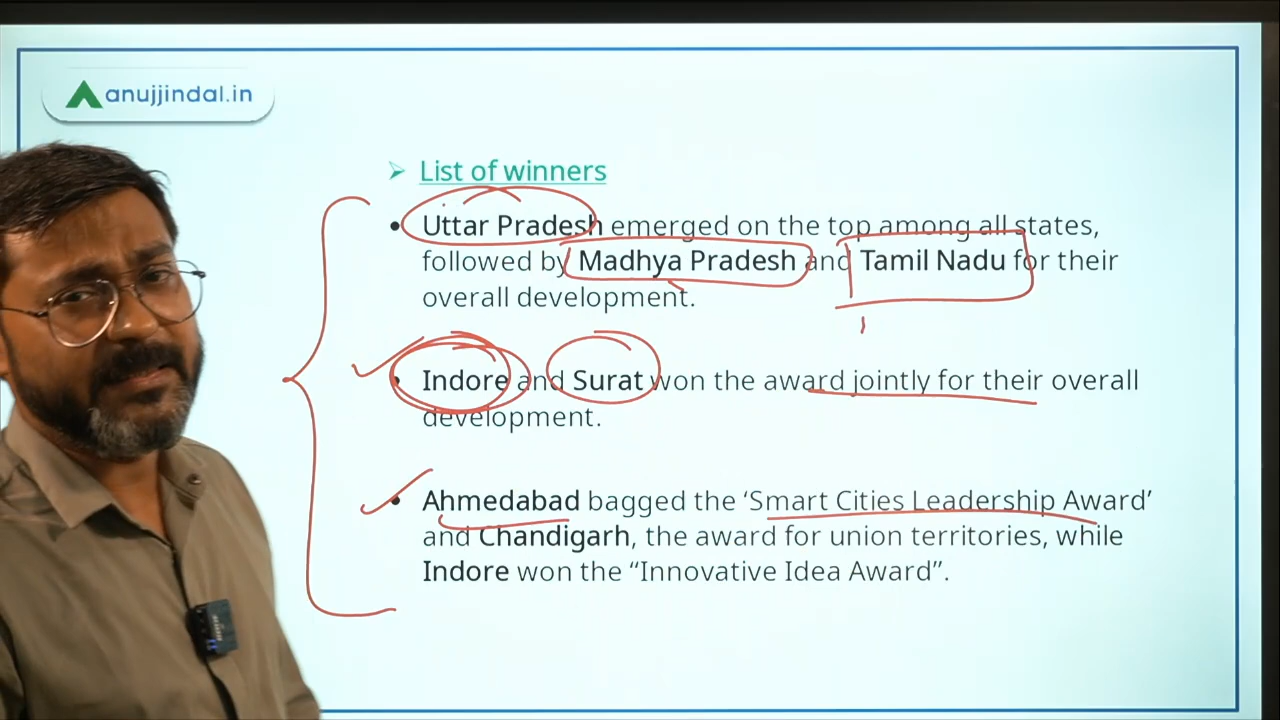 anujjindal.in
List of winners
Uttar Pradesh emerged on the top among all states,
followed by Madhya Pradesh and Tamil Nadu for their
overall development.
Indore and Surat won the award jointly for their overall
development.
Ahmedabad bagged the ‘Smart Cities Leadership Award’
and Chandigarh, the award for union territories, while
Indore won the “Innovative Idea Award”.